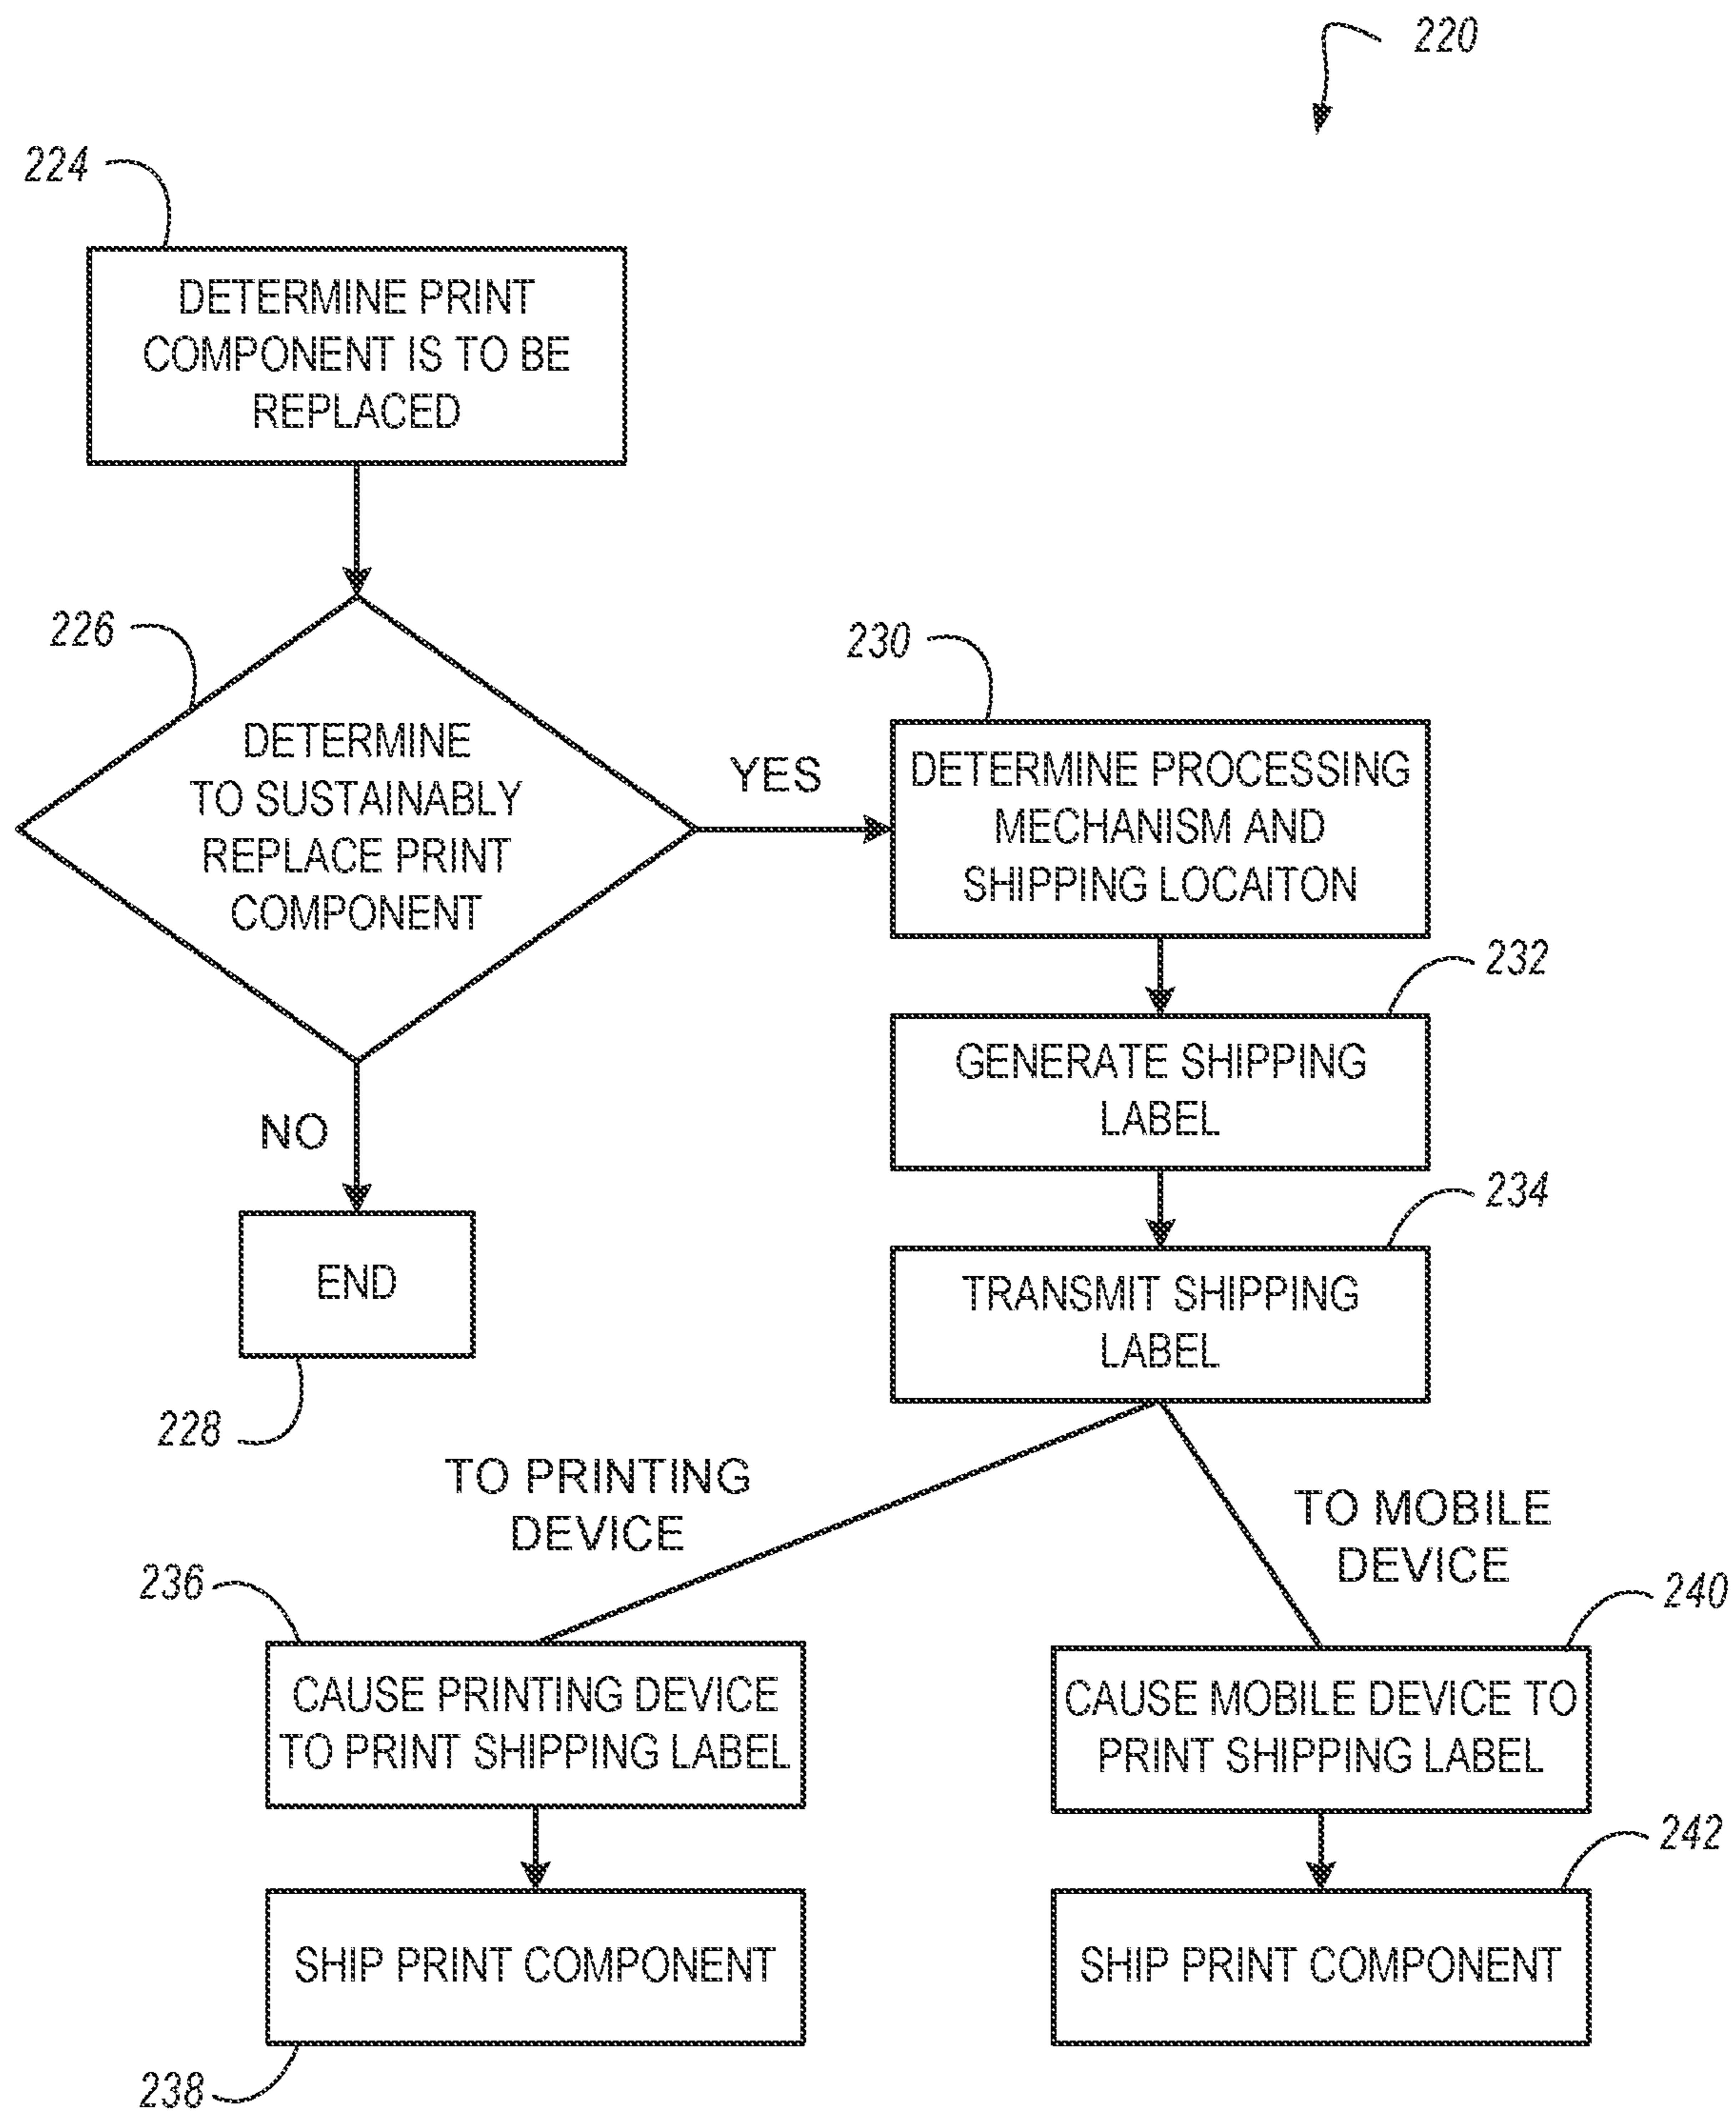 220
224
DETERMINE PRINT
COMPONENT IS TO BE
REPLACED
226
DETERMINE
TO SUSTAINABLY
REPLACE PRINT
COMPONENT
YES
NO
END
228
230
DETERMINE PROCESSING
MECHANISM AND
SHIPPING LOCAITON
232
GENERATE SHIPPING
LABEL
234
TRANSMIT SHIPPING
LABEL
TO PRINTING
DEVICE
236
CAUSE PRINTING DEVICE
TO PRINT SHIPPING LABEL
SHIP PRINT COMPONENT
238
TO MOBILE
DEVICE
240
CAUSE MOBILE DEVICE TO
PRINT SHIPPING LABEL
242
SHIP PRINT COMPONENT